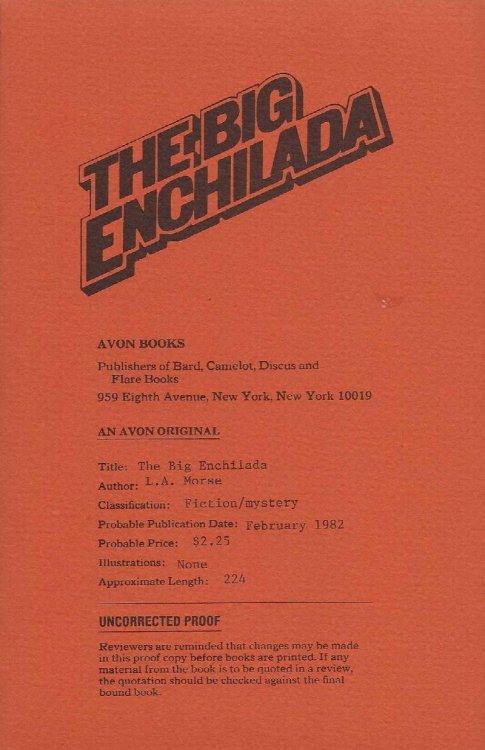 THE BIG
ENCHILADA
AVON BOOKS
Publishers of Bard, Camelot, Discus and
Flare Books
959 Eighth Avenue, New York, New York 10019
AN AVON ORIGINAL
Title: The Big Enchilada
Author: L.A. Morse
Classification: Fiction/mystery
Probable Publication Date: February 1982
Probable Price: $2.25
Illustrations: None
Approximate Length: 224
UNCORRECTED PROOF
Reviewers are reminded that changes may be made
in this proof copy before books are printed. If any
material from the book is to be quoted in a review,
the quotation should be checked against the final
bound book.